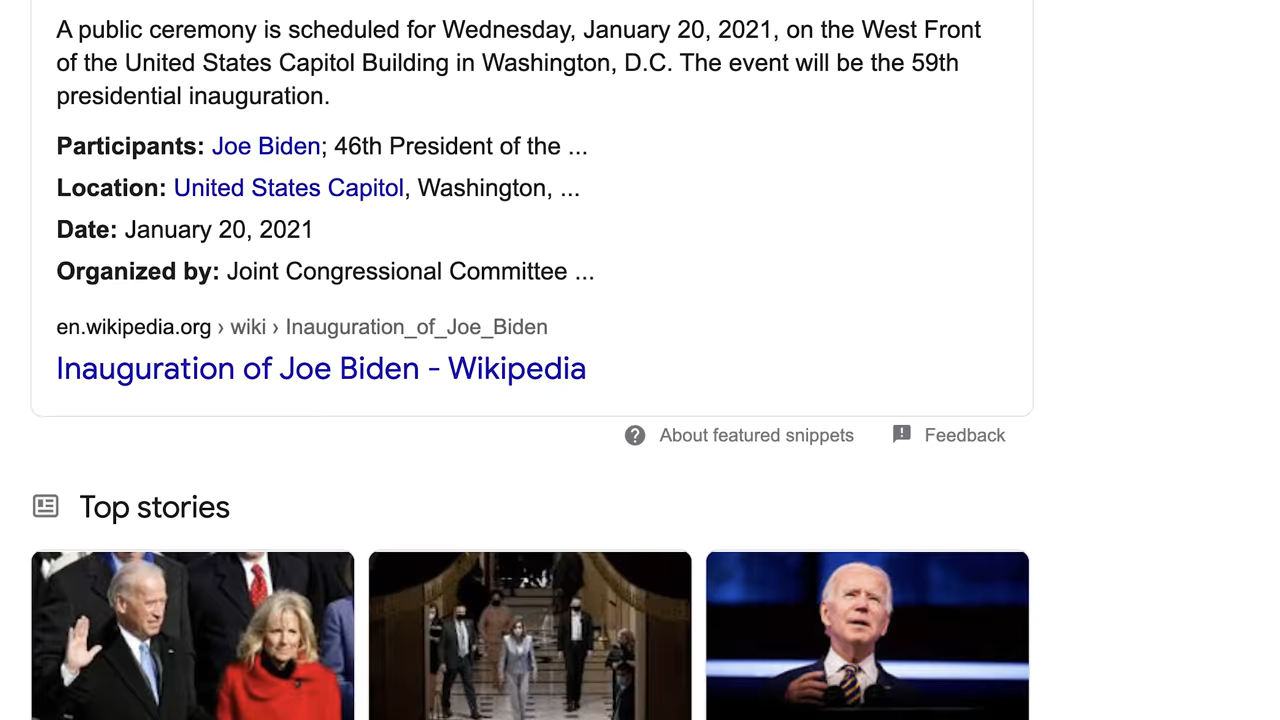 A public ceremony is scheduled for Wednesday, January 20, 2021, on the West Front
of the United States Capitol Building in Washington, D.C. The event will be the 59th
presidential inauguration.
Participants: Joe Biden; 46th President of the ...
Location: United States Capitol, Washington, ...
Date: January 20, 2021
Organized by: Joint Congressional Committee ...
en.wikipedia.org › wiki › Inauguration_of_Joe_Biden
Inauguration of Joe Biden - Wikipedia
About featured snippets Feedback
Top stories